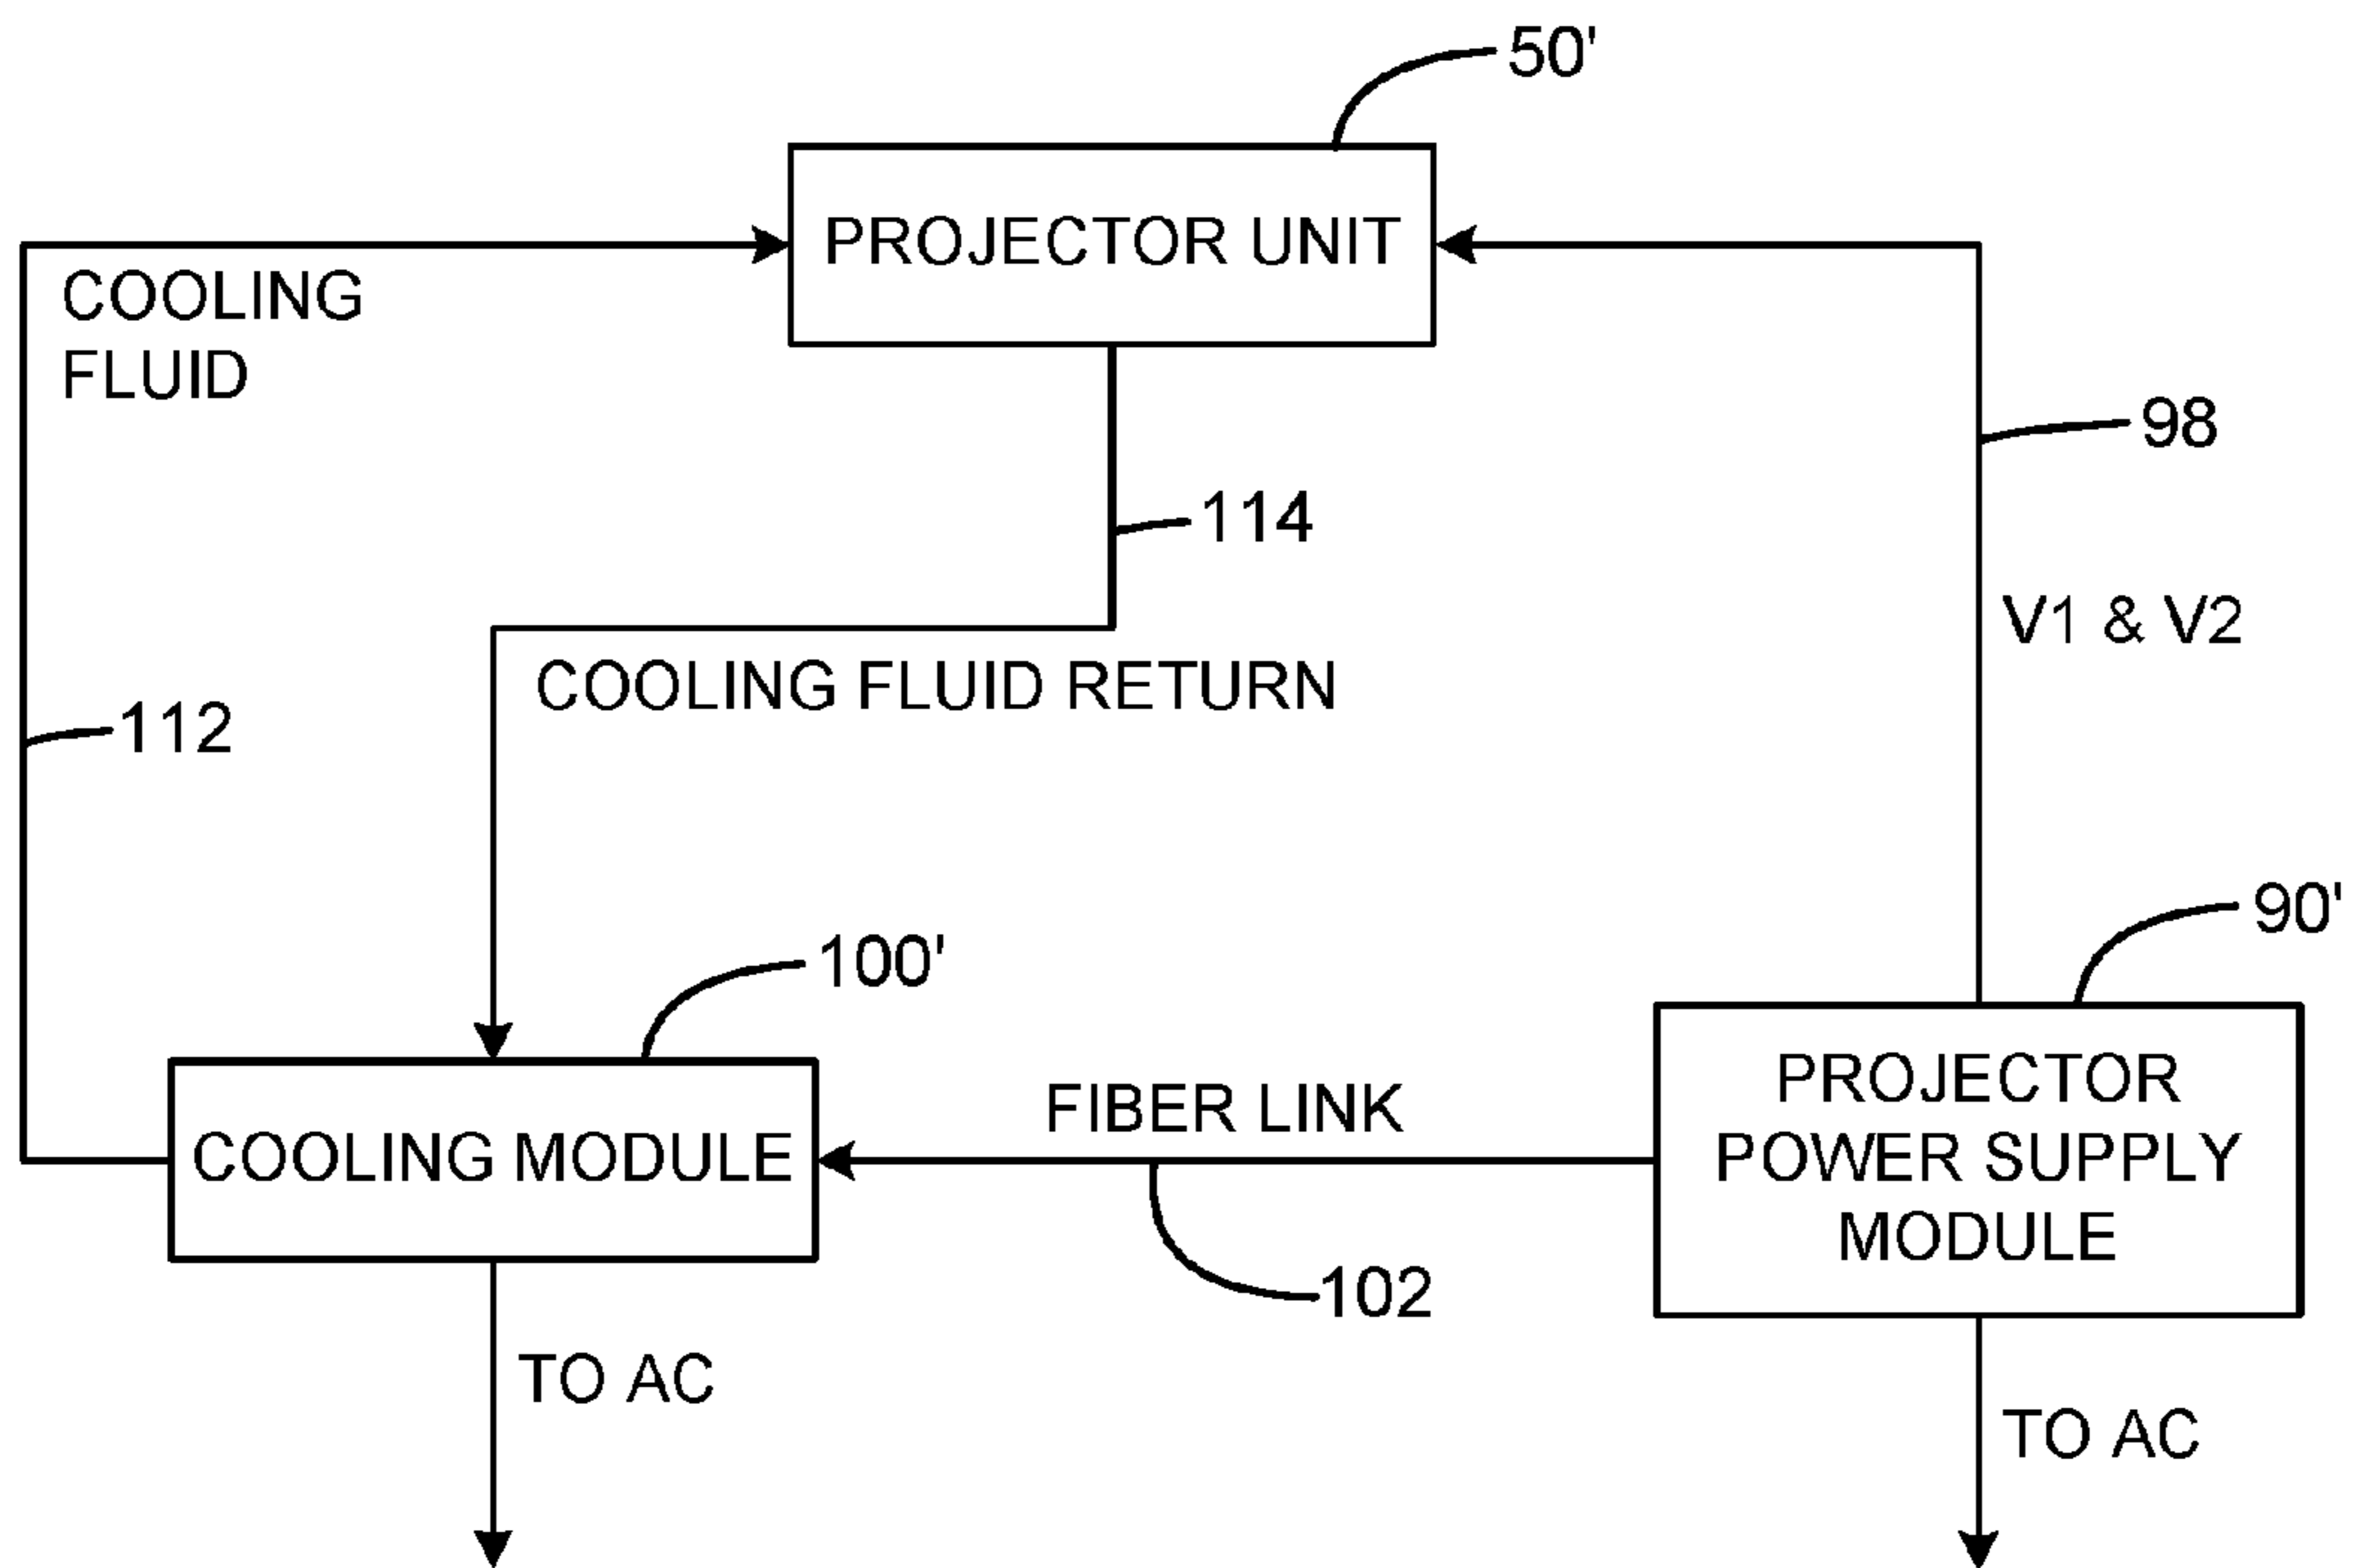 50'
PROJECTOR UNIT
COOLING
FLUID
98
114
V1 & V2
COOLING FLUID RETURN
112
90'
100'
PROJECTOR
POWER SUPPLY
MODULE
FIBER LINK
COOLING MODULE
102
TO AC
TO AC